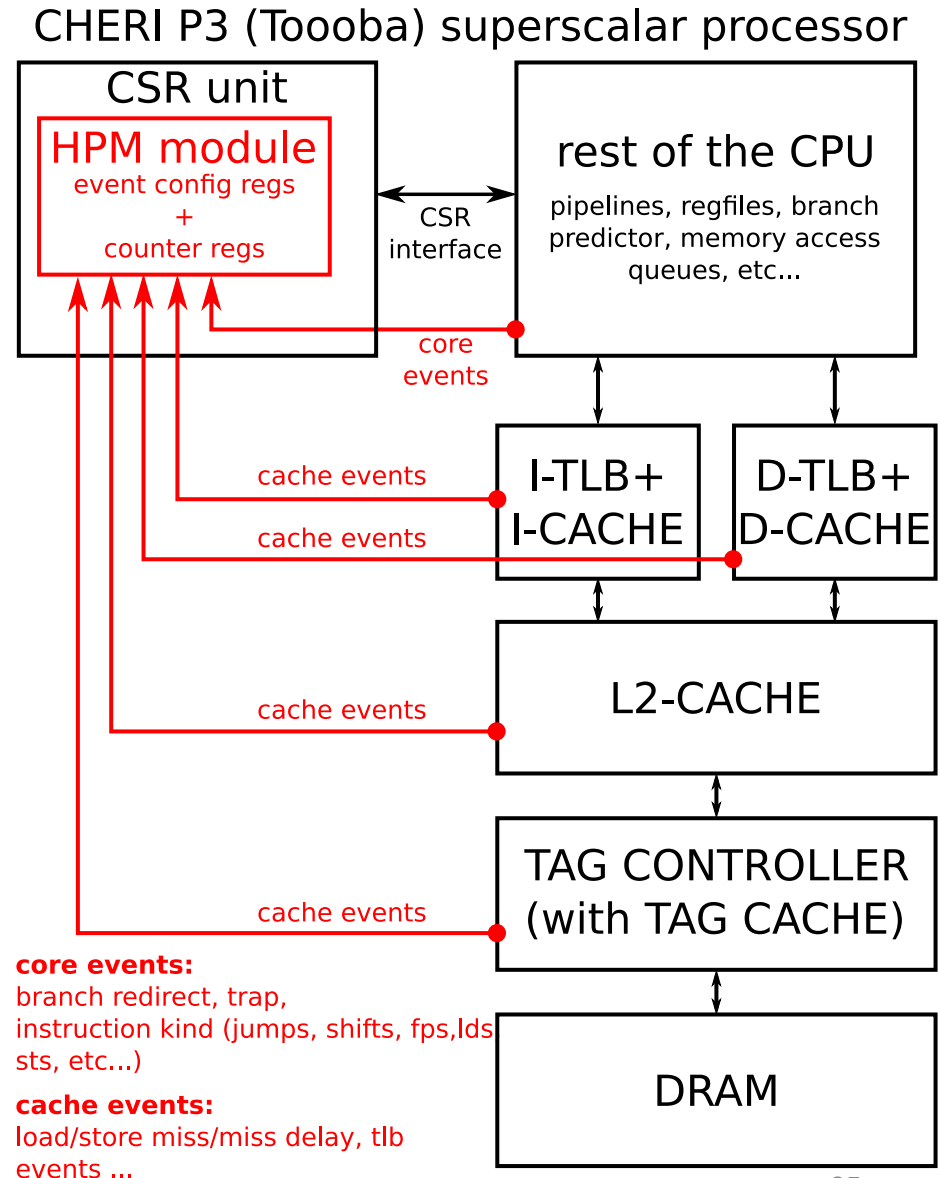 CHERI P3 (Toooba) superscalar processor
CSR unit
HPM module
event config regs
+
counter regs
CSR
interface
rest of the CPU
pipelines, regfiles, branch
predictor, memory access
queues, etc...
core
events
cache events
I-TLB+
I-CACHE
D-TLB+
D-CACHE
cache events
cache events
L2-CACHE
cache events
TAG CONTROLLER
(with TAG CACHE)
core events:
branch redirect, trap,
instruction kind (jumps, shifts, fps,lds
sts, etc...)
DRAM
cache events:
load/store miss/miss delay, tlb
events ...